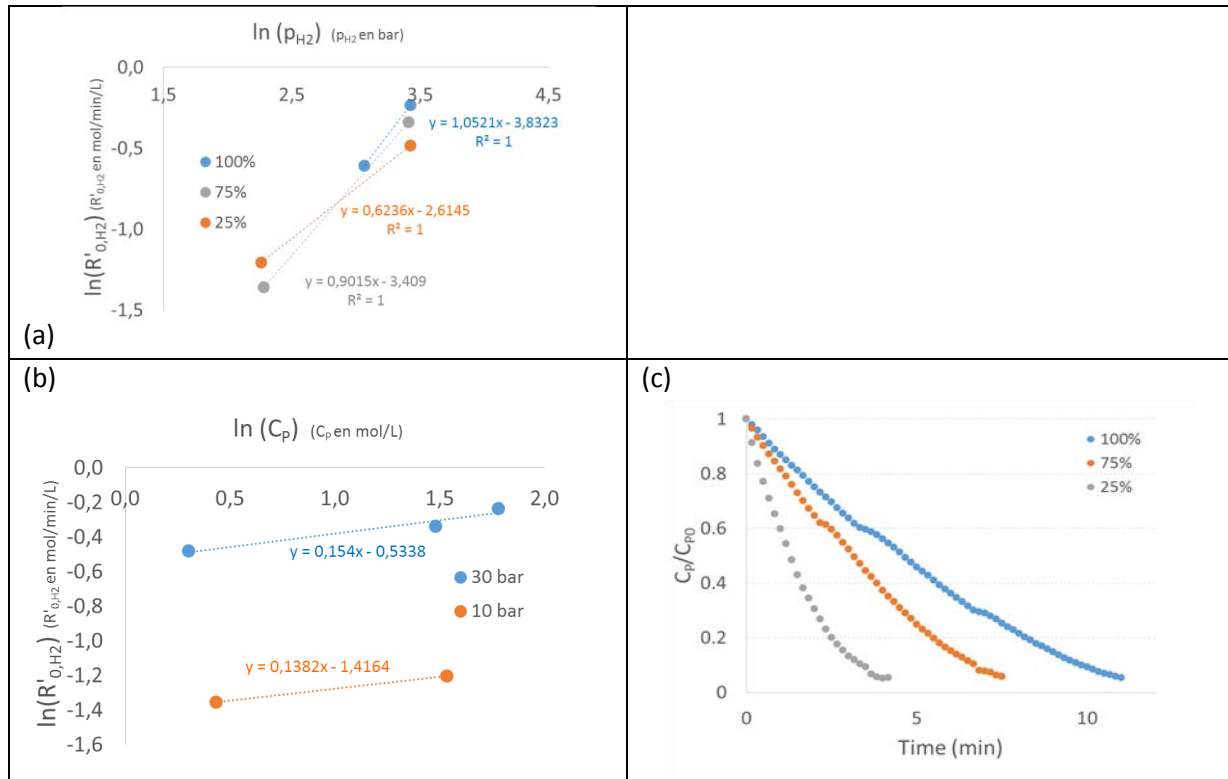 ln (pH2) (pH2 en bar)
0,0
1,5 2,5 3,5 4,5
-0,5
-1,0
-1,5
ln(R'0,H2) (R'0,H2 en mol/min/L)
100%
75%
25%
y = 1,0521x - 3,8323
R² = 1
y = 0,6236x - 2,6145
R² = 1
y = 0,9015x - 3,409
R² = 1
(a)
(b)
ln (CP) (CP en mol/L)
0,0
0,0 0,5 1,0 1,5 2,0
-0,2
-0,4
-0,6
-0,8
-1,0
-1,2
-1,4
-1,6
ln(R'0,H2) (R'0,H2 en mol/min/L)
y = 0,154x - 0,5338
30 bar
10 bar
y = 0,1382x - 1,4164
(c)
1
0.8
0.6
0.4
0.2
0
CP/CP0
100%
75%
25%
0 5 10
Time (min)